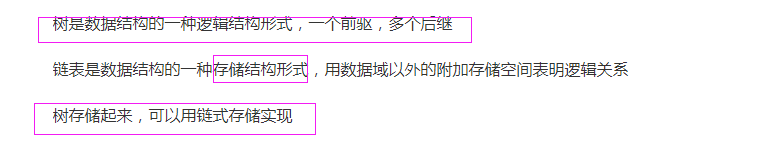 树是数据结构的一种逻辑结构形式，一个前驱，多个后继
链表是数据结构的一种存储结构形式，用数据域以外的附加存储空间表明逻辑关系
树存储起来，可以用链式存储实现